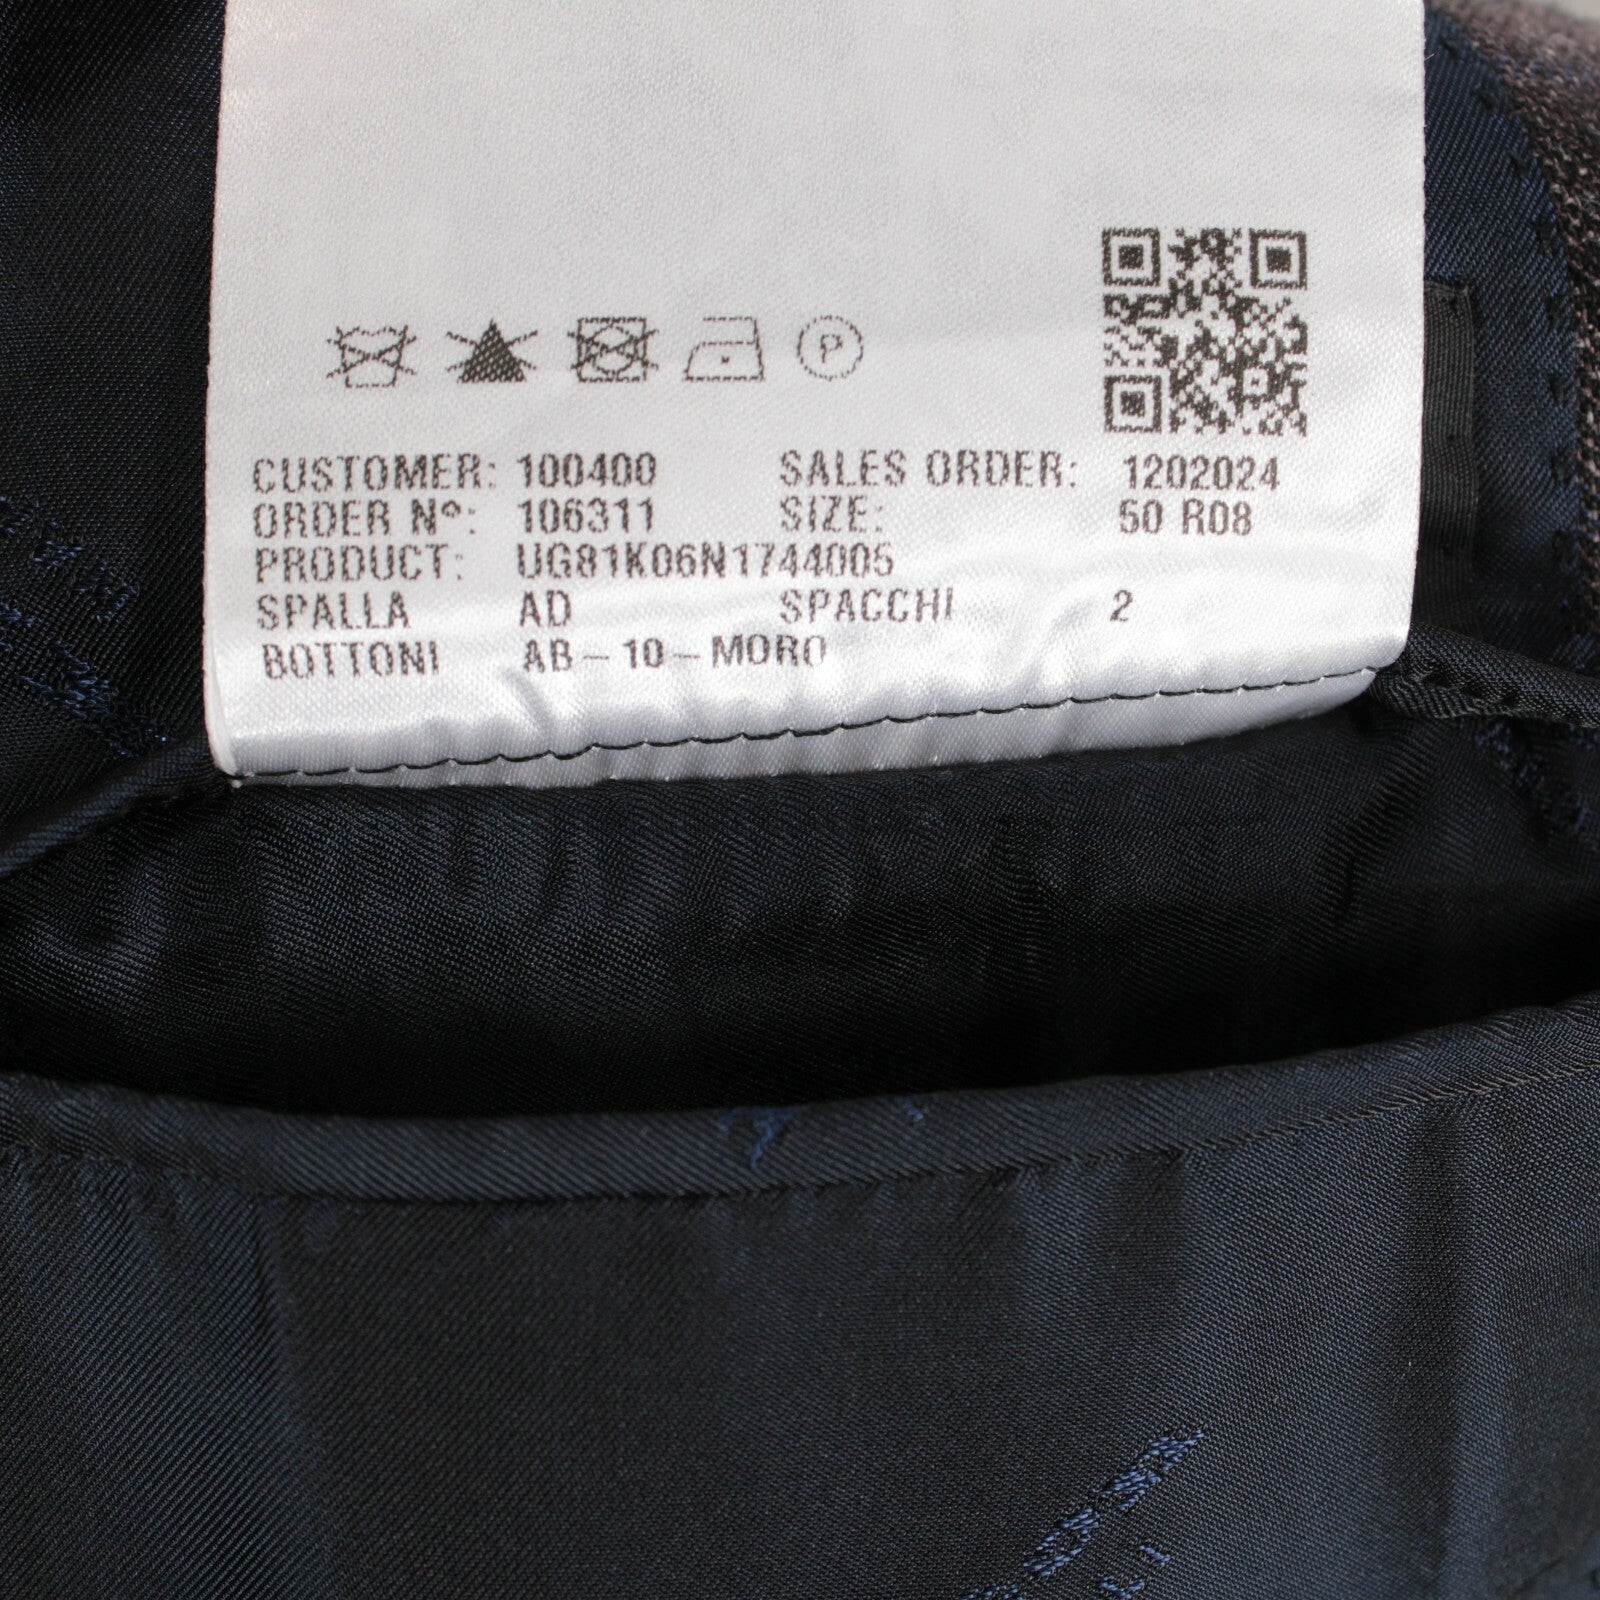 P
CUSTOMER: 100400 SALES ORDER: 1202024
ORDER Nº: 106311 SIZE: 50 R08
PRODUCT: UG81K06N1744005
SPALLA AD SPACCHI 2
BOTTONI AB-10-MORO